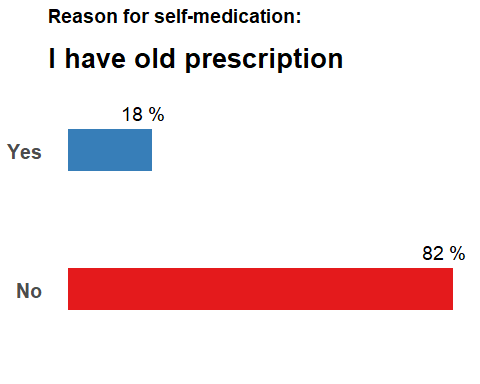 Reason for self-medication:
I have old prescription
18 %
Yes
82 %
No